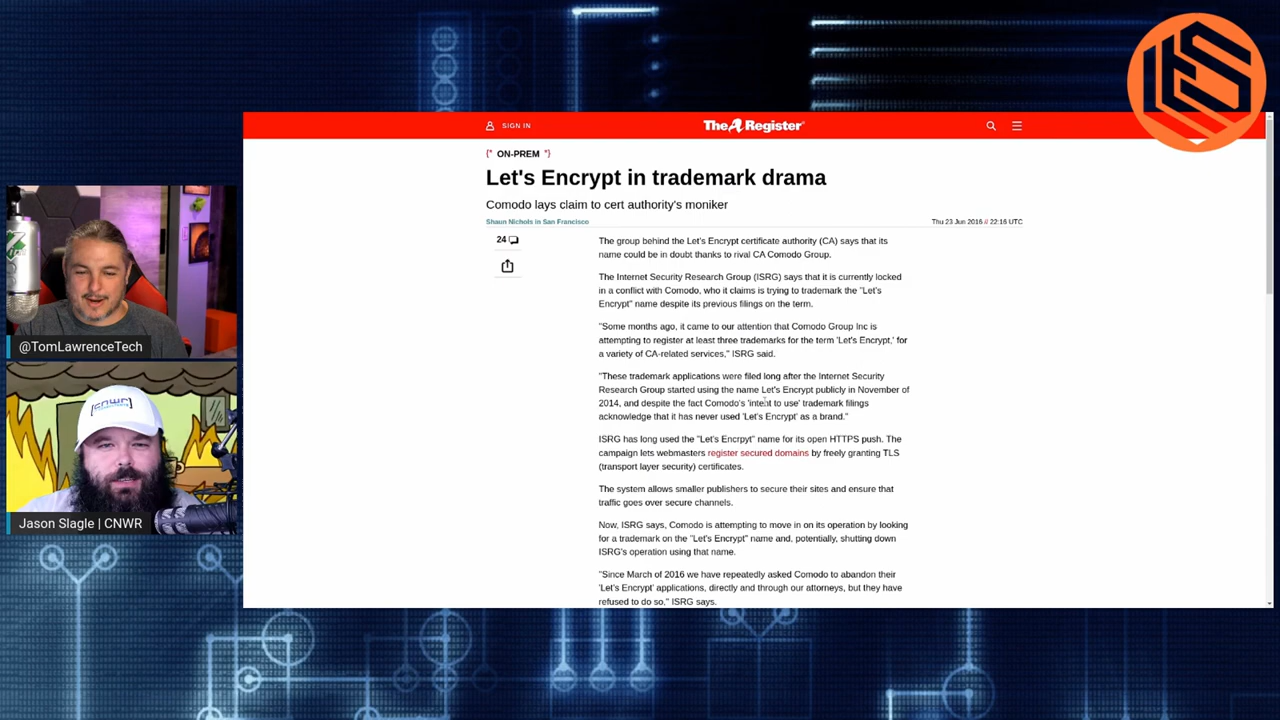 SIGN IN
The Register
{* ON-PREM *}
Let's Encrypt in trademark drama
Comodo lays claim to cert authority's moniker
Shaun Nichols in San Francisco
Thu 23 Jun 2016 // 22:16 UTC
24
The group behind the Let's Encrypt certificate authority (CA) says that its
name could be in doubt thanks to rival CA Comodo Group.
The Internet Security Research Group (ISRG) says that it is currently locked
in a conflict with Comodo, who it claims is trying to trademark the "Let's
Encrypt" name despite its previous filings on the term.
"Some months ago, it came to our attention that Comodo Group Inc is
attempting to register at least three trademarks for the term 'Let's Encrypt,' for
a variety of CA-related services," ISRG said.
"These trademark applications were filed long after the Internet Security
Research Group started using the name Let's Encrypt publicly in November of
2014, and despite the fact Comodo's 'intent to use' trademark filings
acknowledge that it has never used 'Let's Encrypt' as a brand."
ISRG has long used the "Let's Encrpyt" name for its open HTTPS push. The
campaign lets webmasters register secured domains by freely granting TLS
(transport layer security) certificates.
The system allows smaller publishers to secure their sites and ensure that
traffic goes over secure channels.
Now, ISRG says, Comodo is attempting to move in on its operation by looking
for a trademark on the "Let's Encrypt" name and, potentially, shutting down
ISRG's operation using that name.
"Since March of 2016 we have repeatedly asked Comodo to abandon their
'Let's Encrypt' applications, directly and through our attorneys, but they have
refused to do so," ISRG says.
@TomLawrenceTech
cnwr
Jason Slagle | CNWR